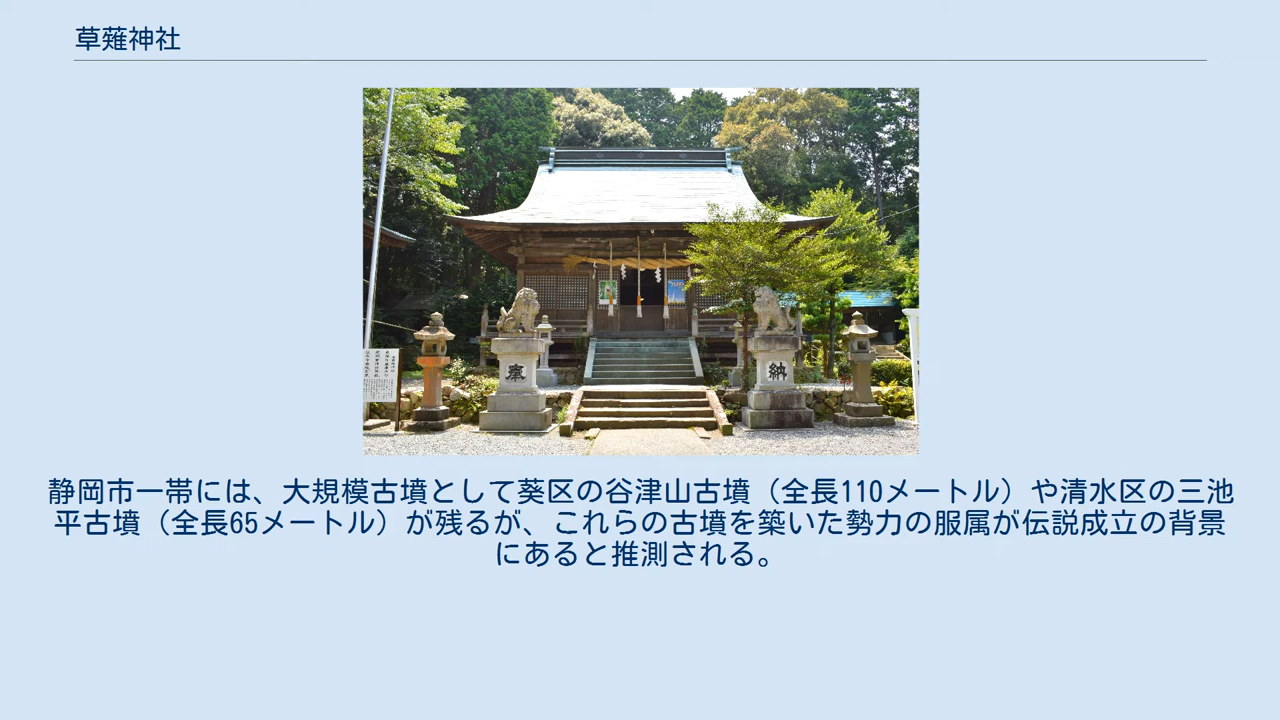 草薙神社
奉
納
静岡市一帯には、大規模古墳として葵区の谷津山古墳（全長110メートル）や清水区の三池
平古墳（全長65メートル）が残るが、これらの古墳を築いた勢力の服属が伝説成立の背景
にあると推測される。